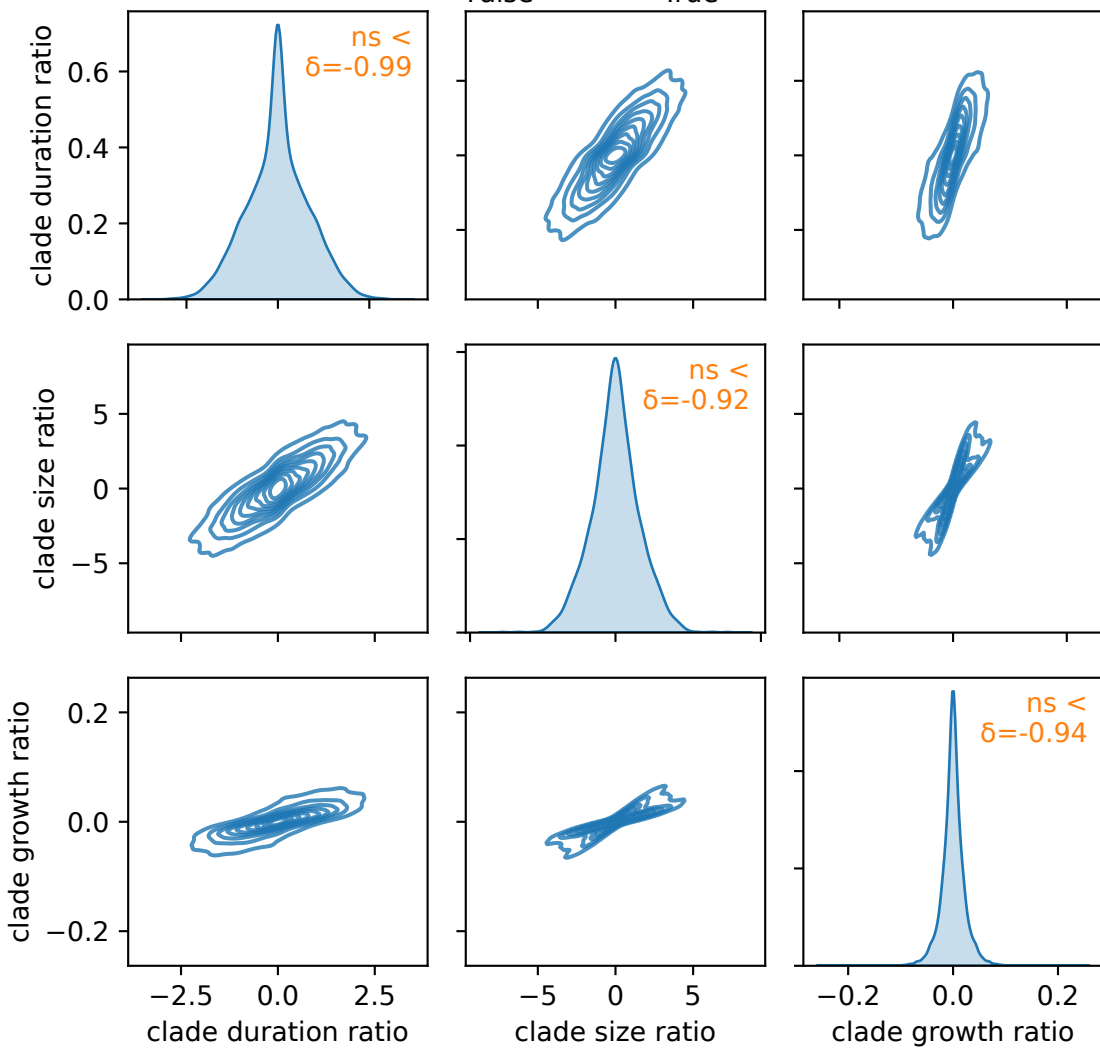 clade duration ratio
0.6
0.4
0.2
0.0
ns <
δ=-0.99
clade size ratio
5
0
−5
ns <
δ=-0.92
clade growth ratio
0.2
0.0
−0.2
ns <
δ=-0.94
−2.5 0.0 2.5
−5 0 5
−0.2 0.0 0.2
clade duration ratio
clade size ratio
clade growth ratio